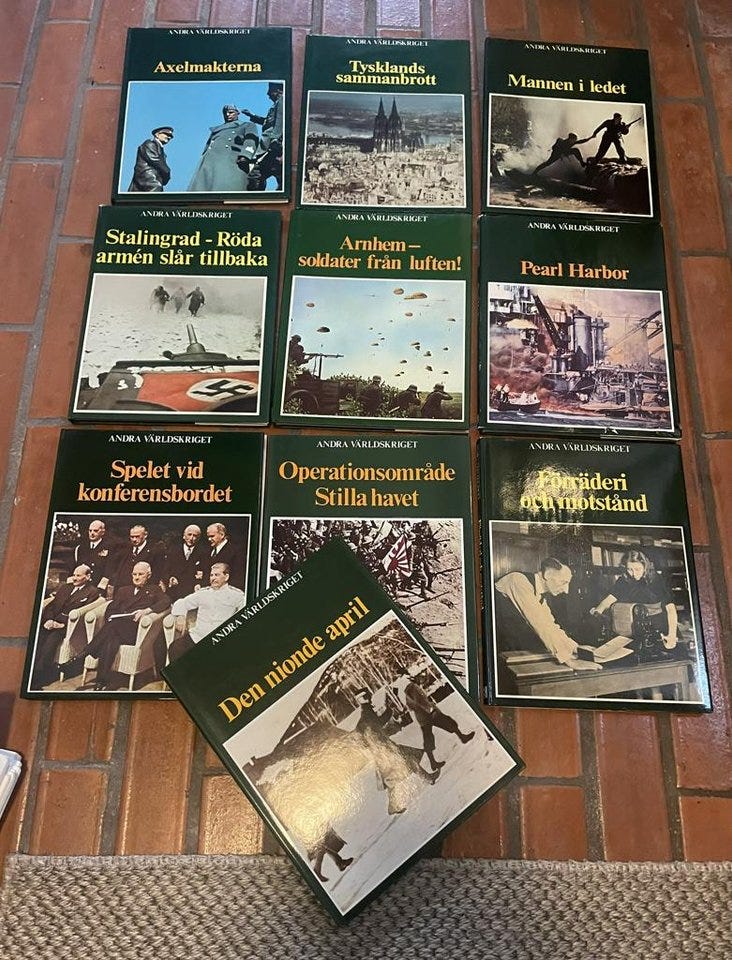 ANDRA VÄRLDSKRIGET
Axelmakterna
ANDRA VÄRLDSKRIGET
Tysklands
sammanbrott
ANDRA VÄRLDSKRIGET
Mannen i ledet
ANDRA VÄRLDSKRIGET
Stalingrad - Röda
armén slår tillbaka
ANDRA VÄRLDSKRIGET
Arnhem –
soldater från luften!
ANDRA VÄRLDSKRIGET
Pearl Harbor
ANDRA VÄRLDSKRIGET
Spelet vid
konferensbordet
ANDRA VÄRLDSKRIGET
Operationsområde
Stilla havet
ANDRA VÄRLDSKRIGET
Förräderi
och motstånd
ANDRA VÄRLDSKRIGET
Den nionde april